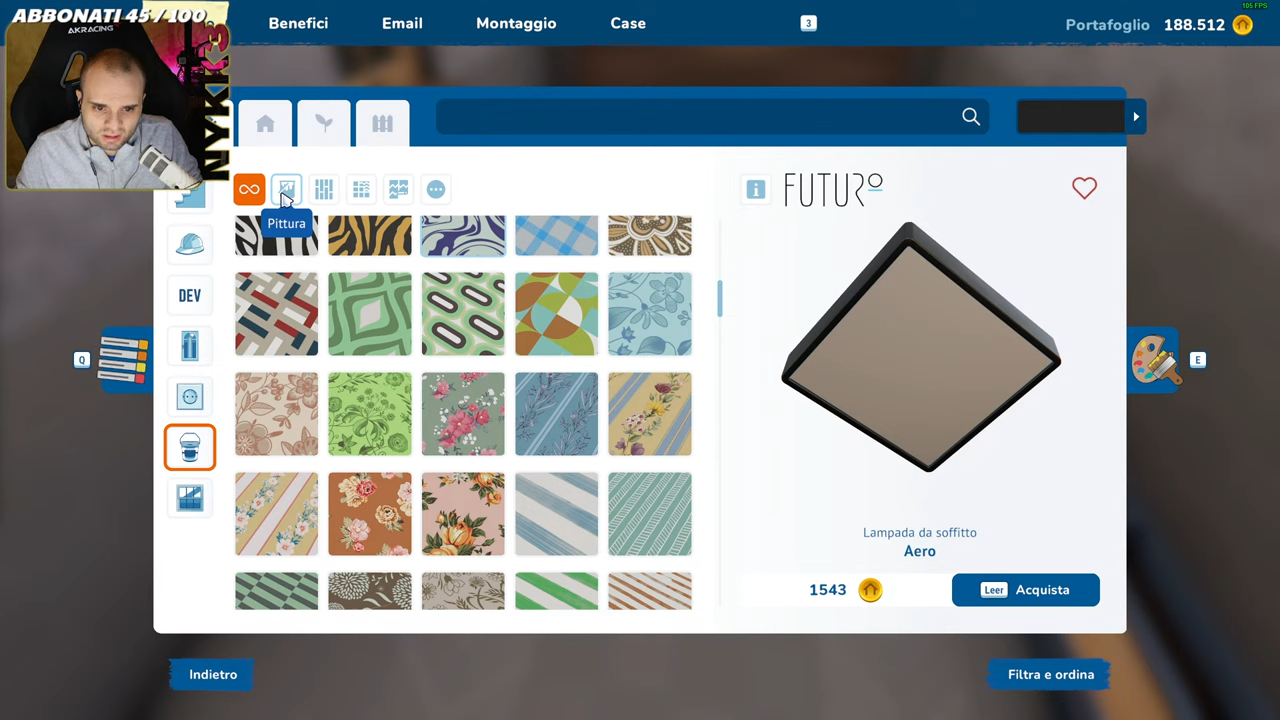 ABBONATI 45 / 100
AKRACING
NYKK3
Benefici
Email
Montaggio
Case
3
105 FPS
Portafoglio 188.512
Pittura
DEV
Q
E
FUTURO
Lampada da soffitto
Aero
1543
Leer Acquista
Indietro
Filtra e ordina